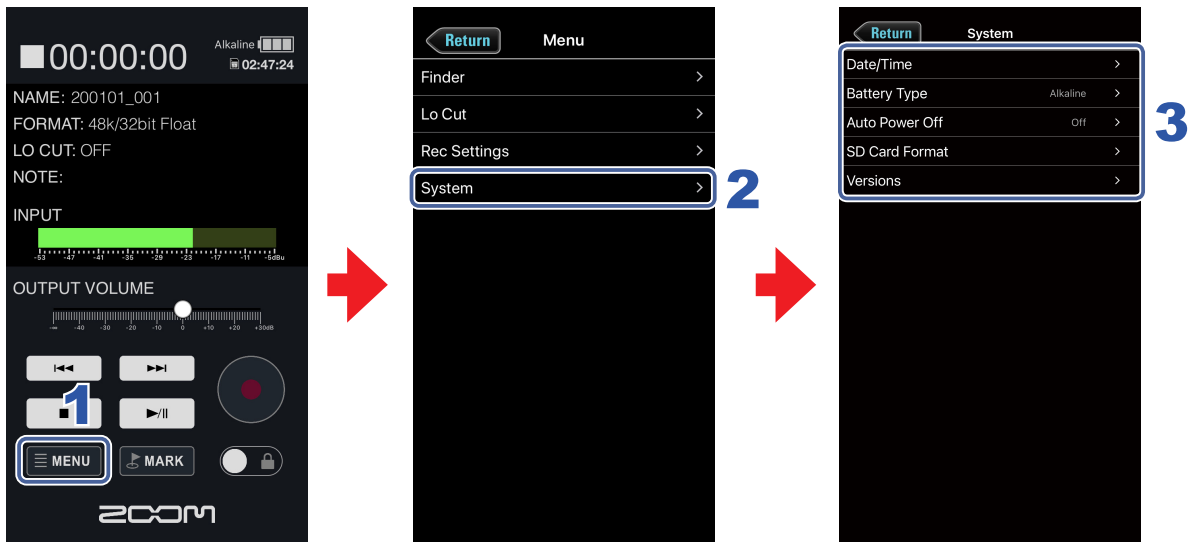 00:00:00
Alkaline
02:47:24
NAME: 200101_001
FORMAT: 48k/32bit Float
LO CUT: OFF
NOTE:
INPUT
-53 -47 -41 -35 -29 -23 -17 -11 -5dBu
OUTPUT VOLUME
-∞ -40 -30 -20 -10 0 +10 +20 +30dB
1
MENU
MARK
ZOOM
Return
Menu
Finder
Lo Cut
Rec Settings
System
2
Return
System
Date/Time
Battery Type Alkaline
Auto Power Off Off
SD Card Format
Versions
3